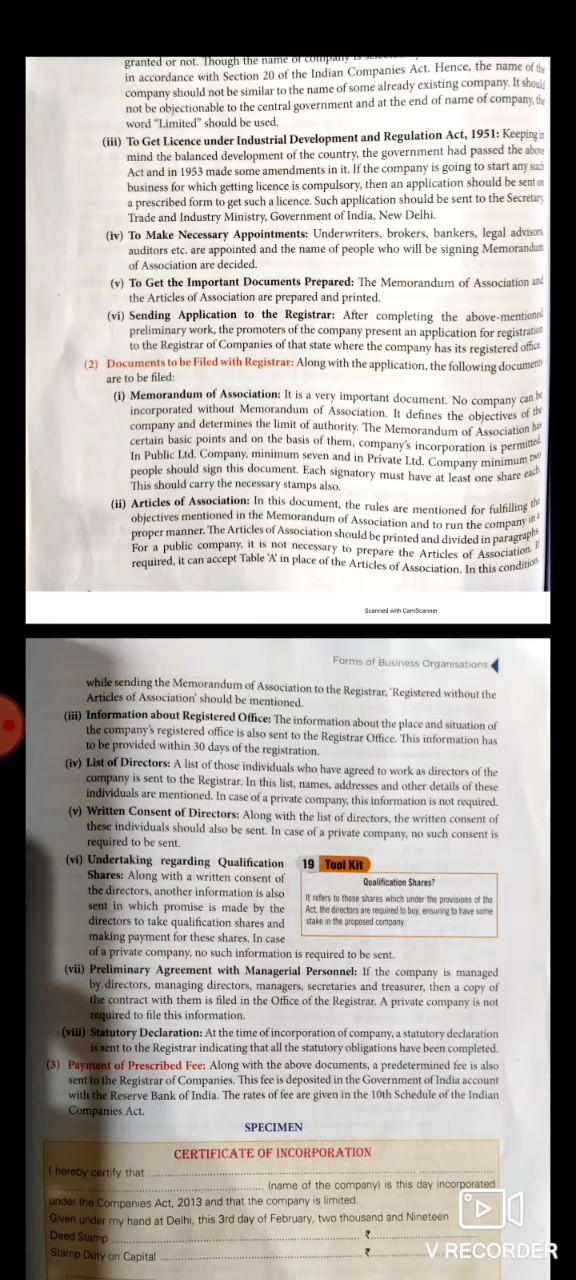 granted or not. Though the name of company is
in accordance with Section 20 of the Indian Companies Act. Hence, the name of the
company should not be similar to the name of some already existing company. It should
not be objectionable to the central government and at the end of name of company, the
word "Limited" should be used.
(iii) To Get Licence under Industrial Development and Regulation Act, 1951: Keeping in
mind the balanced development of the country, the government had passed the above
Act and in 1953 made some amendments in it. If the company is going to start any such
business for which getting licence is compulsory, then an application should be sent on
a prescribed form to get such a licence. Such application should be sent to the Secretary,
Trade and Industry Ministry, Government of India, New Delhi.
(iv) To Make Necessary Appointments: Underwriters, brokers, bankers, legal advisors,
auditors etc. are appointed and the name of people who will be signing Memorandum
of Association are decided.
(v) To Get the Important Documents Prepared: The Memorandum of Association and
the Articles of Association are prepared and printed.
(vi) Sending Application to the Registrar: After completing the above-mentioned
preliminary work, the promoters of the company present an application for registration
to the Registrar of Companies of that state where the company has its registered office.
(2) Documents to be Filed with Registrar: Along with the application, the following documents
are to be filed:
(i) Memorandum of Association: It is a very important document. No company can be
incorporated without Memorandum of Association. It defines the objectives of the
company and determines the limit of authority. The Memorandum of Association has
certain basic points and on the basis of them, company's incorporation is permitted.
In Public Ltd. Company, minimum seven and in Private Ltd. Company minimum two
people should sign this document. Each signatory must have at least one share each.
This should carry the necessary stamps also.
(ii) Articles of Association: In this document, the rules are mentioned for fulfilling the
objectives mentioned in the Memorandum of Association and to run the company in a
proper manner. The Articles of Association should be printed and divided in paragraphs.
For a public company, it is not necessary to prepare the Articles of Association. If
required, it can accept Table 'A' in place of the Articles of Association. In this condition
Scanned with CamScanner
Forms of Business Organisations
while sending the Memorandum of Association to the Registrar, 'Registered without the
Articles of Association' should be mentioned.
(iii) Information about Registered Office: The information about the place and situation of
the company's registered office is also sent to the Registrar Office. This information has
to be provided within 30 days of the registration.
(iv) List of Directors: A list of those individuals who have agreed to work as directors of the
company is sent to the Registrar. In this list, names, addresses and other details of these
individuals are mentioned. In case of a private company, this information is not required.
(v) Written Consent of Directors: Along with the list of directors, the written consent of
these individuals should also be sent. In case of a private company, no such consent is
required to be sent.
(vi) Undertaking regarding Qualification
Shares: Along with a written consent of
the directors, another information is also
sent in which promise is made by the
directors to take qualification shares and
making payment for these shares. In case
of a private company, no such information is required to be sent.
19 Tool Kit
Qualification Shares?
It refers to those shares which under the provisions of the
Act, the directors are required to buy, ensuring to have some
stake in the proposed company.
(vii) Preliminary Agreement with Managerial Personnel: If the company is managed
by directors, managing directors, managers, secretaries and treasurer, then a copy of
the contract with them is filed in the Office of the Registrar. A private company is not
required to file this information.
(viii) Statutory Declaration: At the time of incorporation of company, a statutory declaration
is sent to the Registrar indicating that all the statutory obligations have been completed.
(3) Payment of Prescribed Fee: Along with the above documents, a predetermined fee is also
sent to the Registrar of Companies. This fee is deposited in the Government of India account
with the Reserve Bank of India. The rates of fee are given in the 10th Schedule of the Indian
Companies Act.
SPECIMEN
CERTIFICATE OF INCORPORATION
I hereby certify that ........................
........................ (name of the company) is this day incorporated
under the Companies Act, 2013 and that the company is limited.
Given under my hand at Delhi, this 3rd day of February, two thousand and Nineteen
Deed Stamp ........................ ₹ ........................
Stamp Duty on Capital ........................ ₹ ........................
V RECORDER